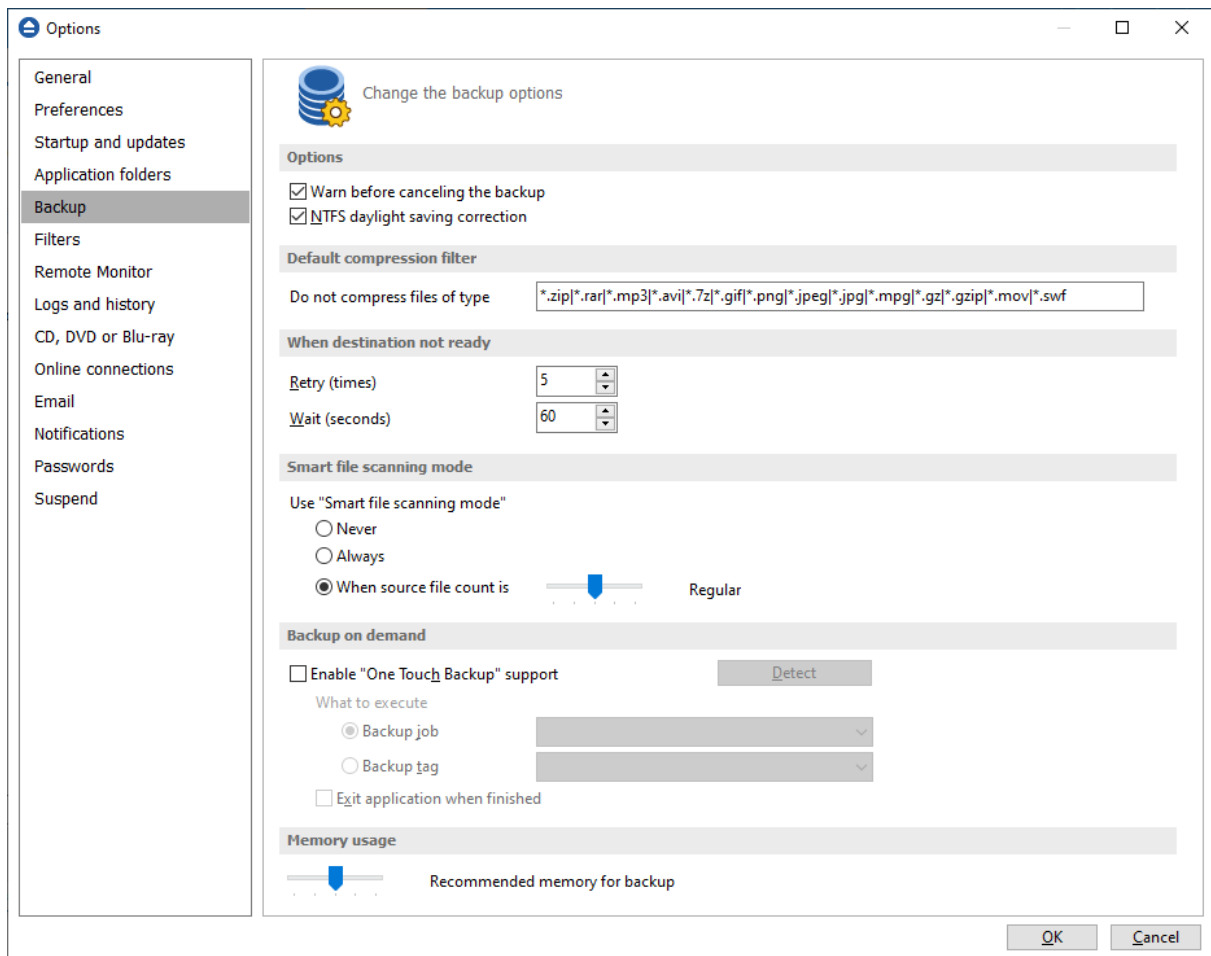 Options
General
Preferences
Startup and updates
Application folders
Backup
Filters
Remote Monitor
Logs and history
CD, DVD or Blu-ray
Online connections
Email
Notifications
Passwords
Suspend
Change the backup options
Options
Warn before canceling the backup
NTFS daylight saving correction
Default compression filter
Do not compress files of type *.zip|*.rar|*.mp3|*.avi|*.7z|*.gif|*.png|*.jpeg|*.jpg|*.mpg|*.gz|*.gzip|*.mov|*.swf
When destination not ready
Retry (times) 5
Wait (seconds) 60
Smart file scanning mode
Use "Smart file scanning mode"
Never
Always
When source file count is Regular
Backup on demand
Enable "One Touch Backup" support Detect
What to execute
Backup job
Backup tag
Exit application when finished
Memory usage
Recommended memory for backup
OK Cancel